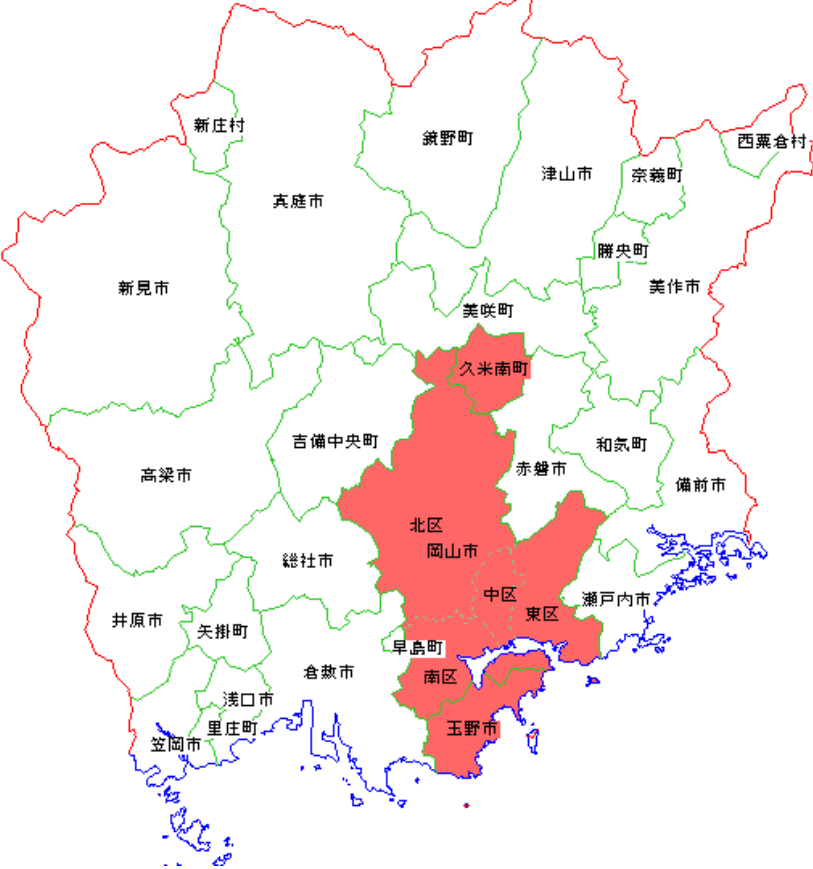 新庄村
鏡野町
西粟倉村
津山市
奈義町
真庭市
勝央町
新見市
美作市
美咲町
久米南町
吉備中央町
和気町
赤磐市
高梁市
備前市
北区
岡山市
総社市
中区
瀬戸内市
東区
井原市
矢掛町
早島町
倉敷市
南区
浅口市
里庄町
玉野市
笠岡市